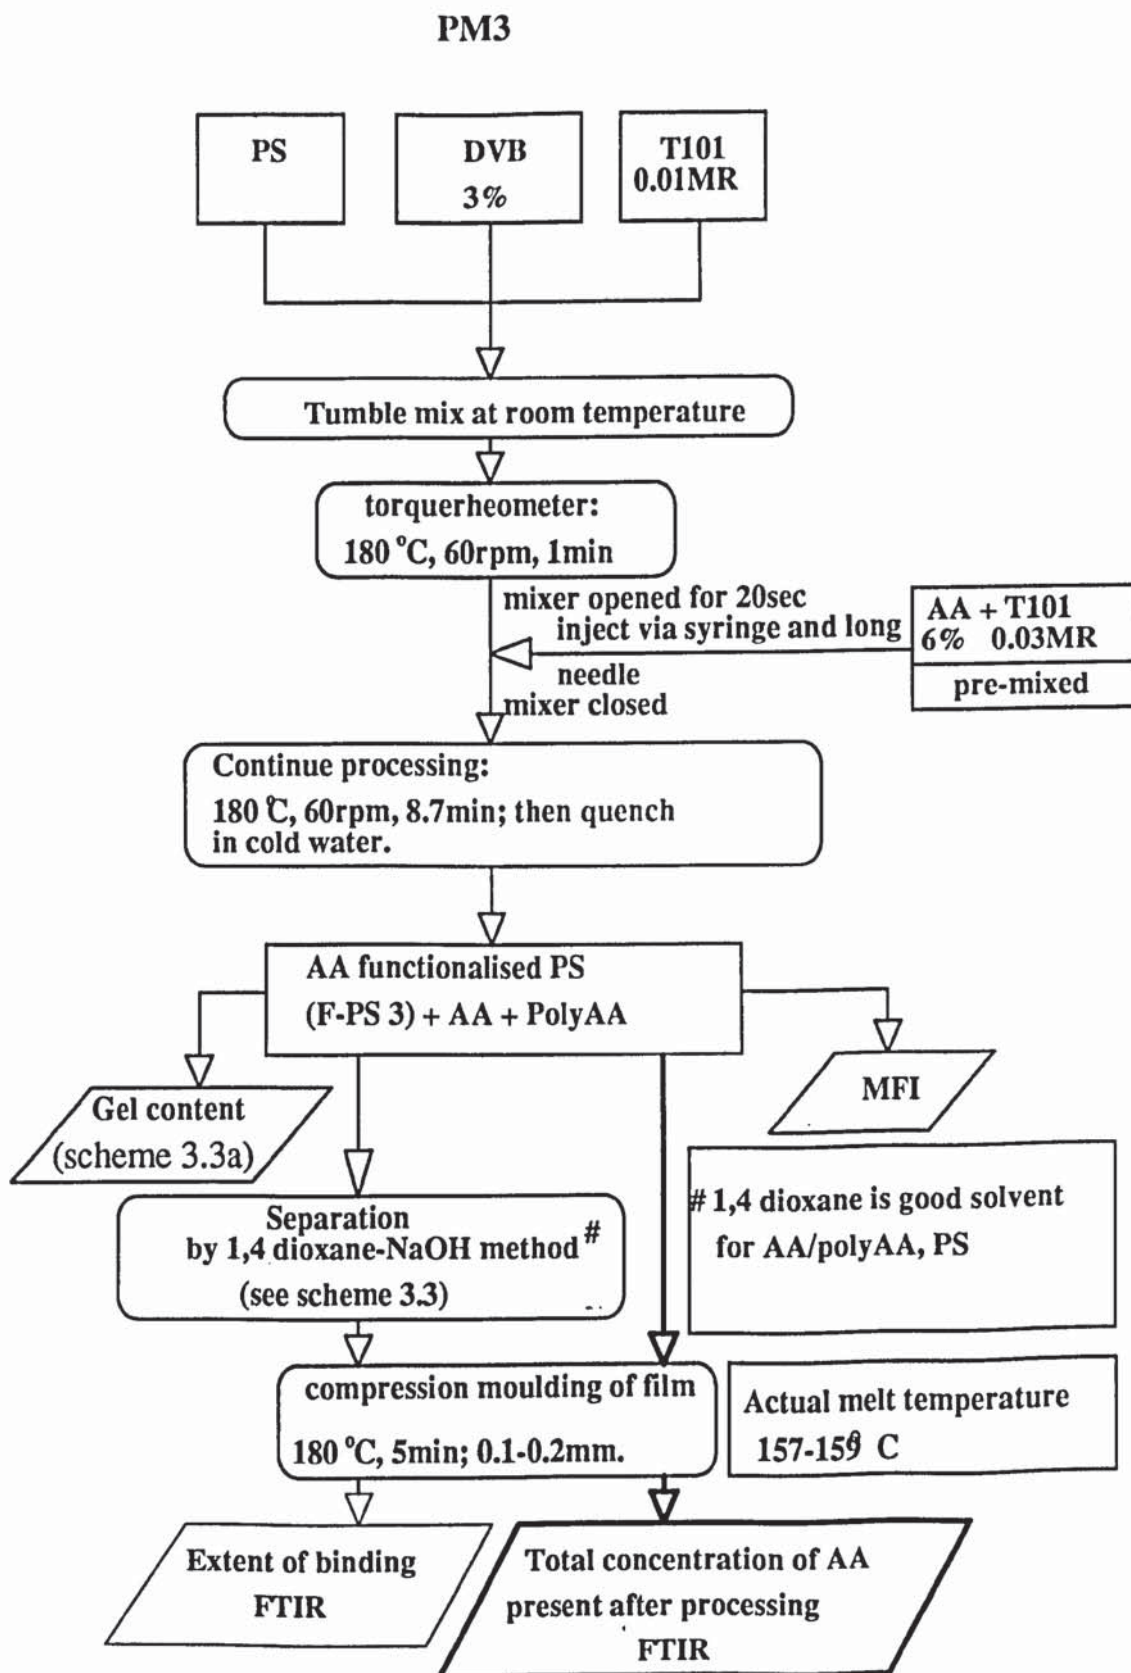 PM3
PS
DVB
3%
T101
0.01MR
Tumble mix at room temperature
torquerheometer:
180 °C, 60rpm, 1min
mixer opened for 20sec
inject via syringe and long
needle
mixer closed
AA + T101
6% 0.03MR
pre-mixed
Continue processing:
180 °C, 60rpm, 8.7min; then quench
in cold water.
AA functionalised PS
(F-PS 3) + AA + PolyAA
Gel content
(scheme 3.3a)
MFI
Separation
by 1,4 dioxane-NaOH method #
(see scheme 3.3)
# 1,4 dioxane is good solvent
for AA/polyAA, PS
compression moulding of film
180 °C, 5min; 0.1-0.2mm.
Actual melt temperature
157-159° C
Extent of binding
FTIR
Total concentration of AA
present after processing
FTIR